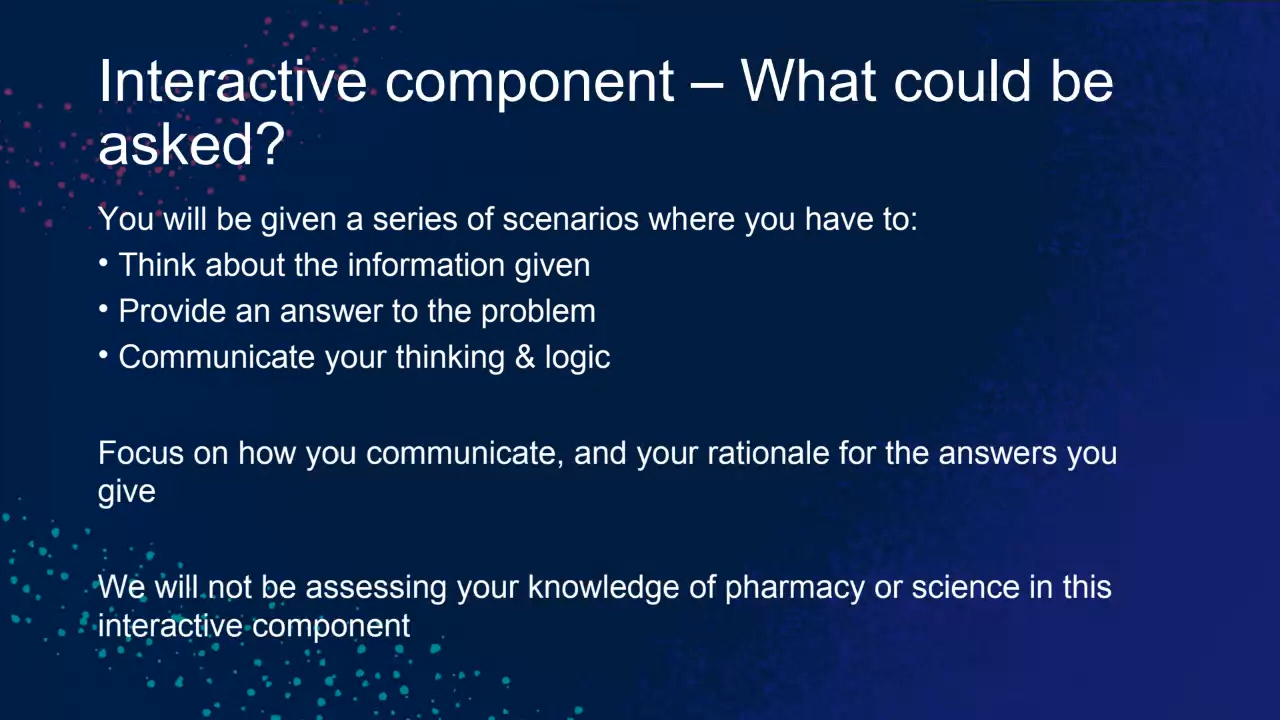 Interactive component – What could be
asked?
You will be given a series of scenarios where you have to:
• Think about the information given
• Provide an answer to the problem
• Communicate your thinking & logic
Focus on how you communicate, and your rationale for the answers you
give
We will not be assessing your knowledge of pharmacy or science in this
interactive component